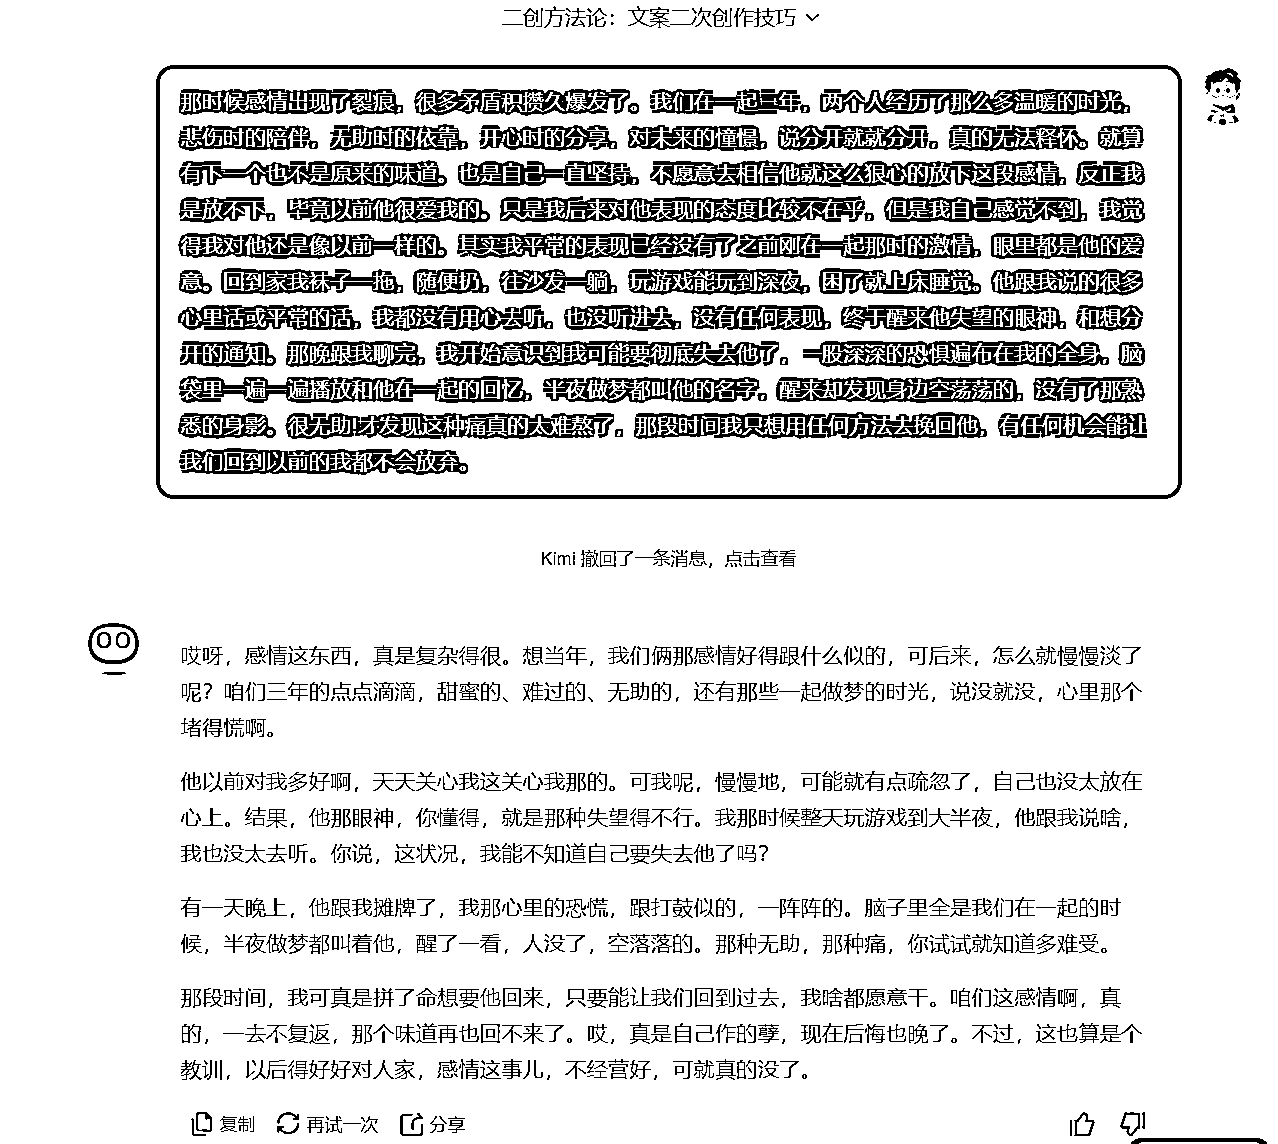 二创方法论：文案二次创作技巧
那时候感情出现了裂痕，很多矛盾积攒久爆发了。我们在一起三年，两个人经历了那么多温暖的时光，
悲伤时的陪伴，无助时的依靠，开心时的分享，对未来的憧憬，说分开就就分开，真的无法释怀。就算
有下一个也不是原来的味道。也是自己一直坚持，不愿意去相信他就这么狠心的放下这段感情，反正我
是放不下，毕竟以前他很爱我的。只是我后来对他表现的态度比较不在乎，但是我自己感觉不到，我觉
得我对他还是像以前一样的。其实我平常的表现已经没有了之前刚在一起那时的激情，眼里都是他的爱
意。回到家我袜子一拖，随便扔，往沙发一躺，玩游戏能玩到深夜，困了就上床睡觉。他跟我说的很多
心里话或平常的话，我都没有用心去听，也没听进去，没有任何表现，终于醒来他失望的眼神，和想分
开的通知。那晚跟我聊完，我开始意识到我可能要彻底失去他了，一股深深的恐惧遍布在我的全身。脑
袋里一遍一遍播放和他在一起的回忆，半夜做梦都叫他的名字，醒来却发现身边空荡荡的，没有了那熟
悉的身影。很无助!才发现这种痛真的太难熬了，那段时间我只想用任何方法去挽回他，有任何机会能让
我们回到以前的我都不会放弃。
Kimi 撤回了一条消息，点击查看
哎呀，感情这东西，真是复杂得很。想当年，我们俩那感情好得跟什么似的，可后来，怎么就慢慢淡了
呢？咱们三年的点点滴滴，甜蜜的、难过的、无助的，还有那些一起做梦的时光，说没就没，心里那个
堵得慌啊。
他以前对我多好啊，天天关心我这关心我那的。可我呢，慢慢地，可能就有点疏忽了，自己也没太放在
心上。结果，他那眼神，你懂得，就是那种失望得不行。我那时候整天玩游戏到大半夜，他跟我说啥，
我也没太去听。你说，这状况，我能不知道自己要失去他了吗？
有一天晚上，他跟我摊牌了，我那心里的恐慌，跟打鼓似的，一阵阵的。脑子里全是我们在一起的时
候，半夜做梦都叫着他，醒了一看，人没了，空落落的。那种无助，那种痛，你试试就知道多难受。
那段时间，我可真是拼了命想要他回来，只要能让我们回到过去，我啥都愿意干。咱们这感情啊，真
的，一去不复返，那个味道再也回不来了。哎，真是自己作的孽，现在后悔也晚了。不过，这也算是个
教训，以后得好好对人家，感情这事儿，不经营好，可就真的没了。
复制 再试一次 分享